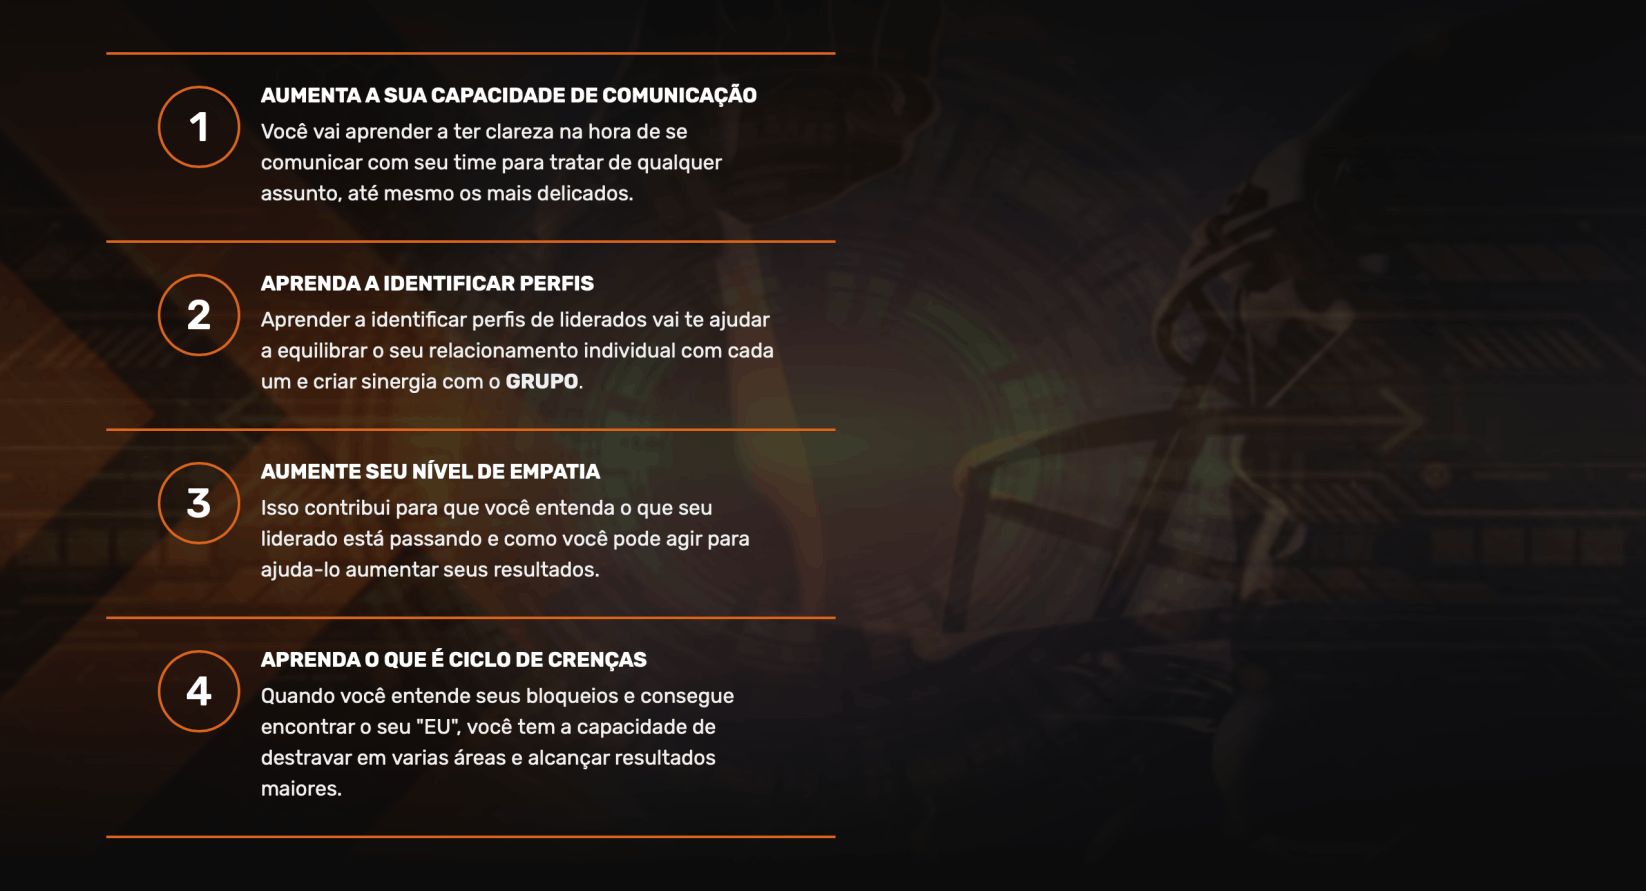 1
AUMENTA A SUA CAPACIDADE DE COMUNICAÇÃO
Você vai aprender a ter clareza na hora de se
comunicar com seu time para tratar de qualquer
assunto, até mesmo os mais delicados.
2
APRENDA A IDENTIFICAR PERFIS
Aprender a identificar perfis de liderados vai te ajudar
a equilibrar o seu relacionamento individual com cada
um e criar sinergia com o GRUPO.
3
AUMENTE SEU NÍVEL DE EMPATIA
Isso contribui para que você entenda o que seu
liderado está passando e como você pode agir para
ajuda-lo aumentar seus resultados.
4
APRENDA O QUE É CICLO DE CRENÇAS
Quando você entende seus bloqueios e consegue
encontrar o seu "EU", você tem a capacidade de
destravar em varias áreas e alcançar resultados
maiores.